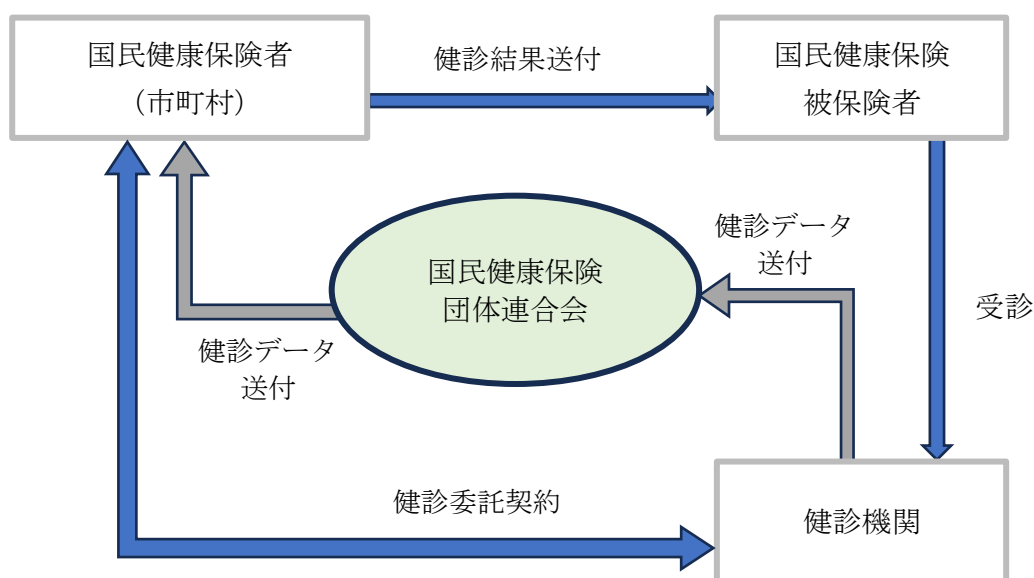 国民健康保険者
（市町村）
健診結果送付
国民健康保険
被保険者
国民健康保険
団体連合会
健診データ
送付
受診
健診データ
送付
健診委託契約
健診機関